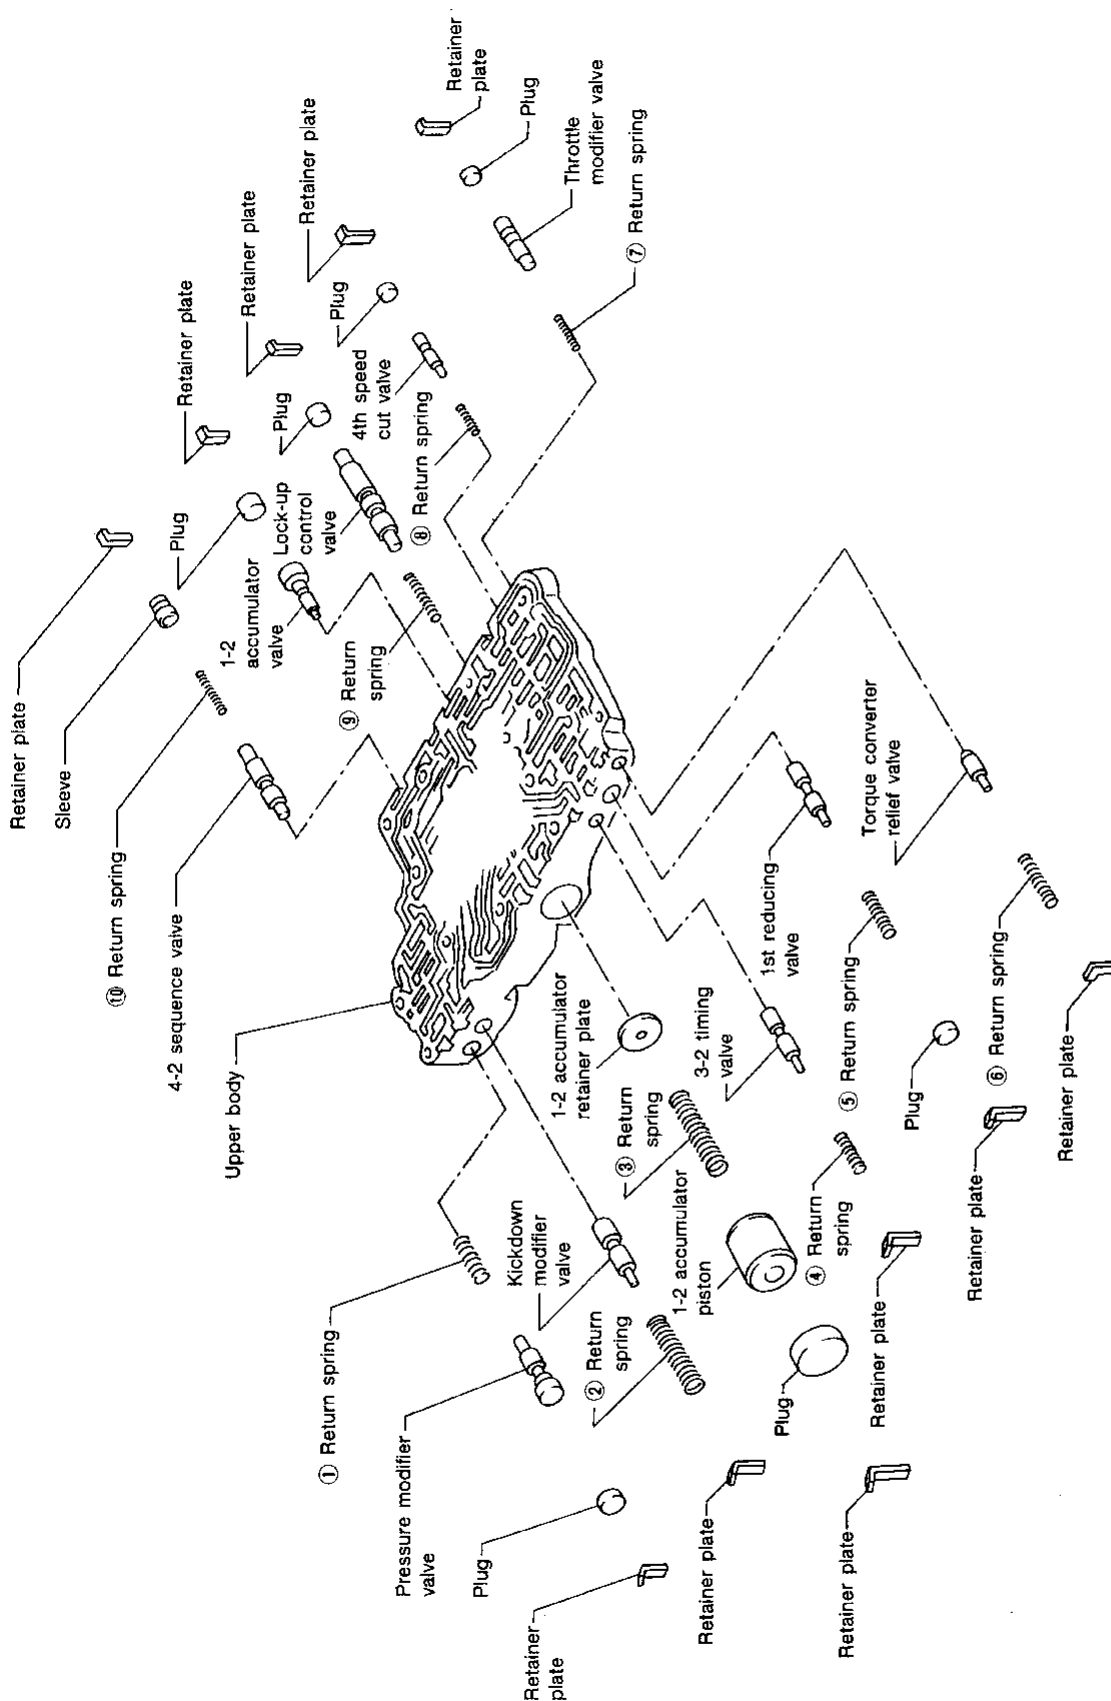 Retainer plate
Sleeve
⑩ Return spring
4-2 sequence valve
Upper body
① Return spring
Pressure modifier
valve
Plug
Retainer
plate
Retainer plate
Plug
1-2
accumulator
valve
⑨ Return
spring
Retainer plate
Plug
Lock-up
control
valve
Retainer plate
Plug
4th speed
cut valve
⑧ Return spring
Retainer
plate
Plug
Throttle
modifier valve
⑦ Return spring
Kickdown
modifier
valve
② Return
spring
1-2 accumulator
retainer plate
③ Return
spring
1-2 accumulator
piston
Plug
Retainer plate
Retainer plate
3-2 timing
valve
④ Return
spring
Retainer plate
1st reducing
valve
⑤ Return spring
Plug
Retainer plate
Torque converter
relief valve
⑥ Return spring
Retainer plate